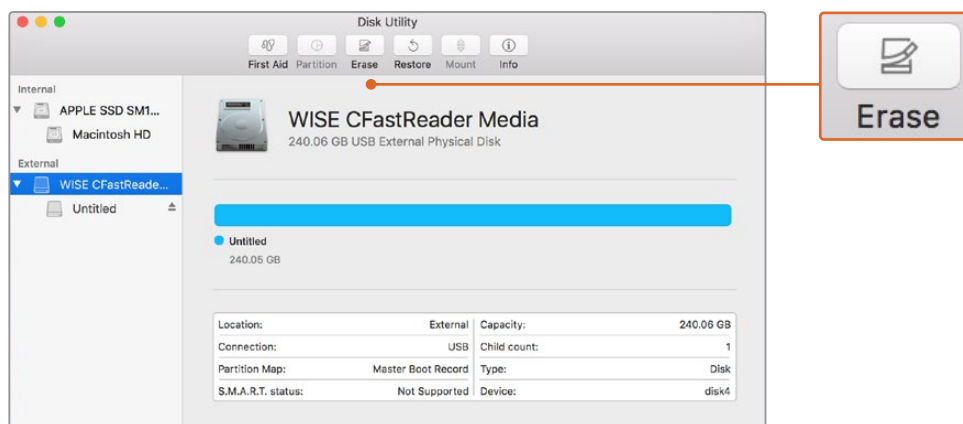 Disk Utility
First Aid Partition Erase Restore Mount Info
Erase
Internal
APPLE SSD SM1...
Macintosh HD
External
WISE CFastReade...
Untitled
WISE CFastReader Media
240.06 GB USB External Physical Disk
Untitled
240.05 GB
Location: External Capacity: 240.06 GB
Connection: USB Child count: 1
Partition Map: Master Boot Record Type: Disk
S.M.A.R.T. status: Not Supported Device: disk4